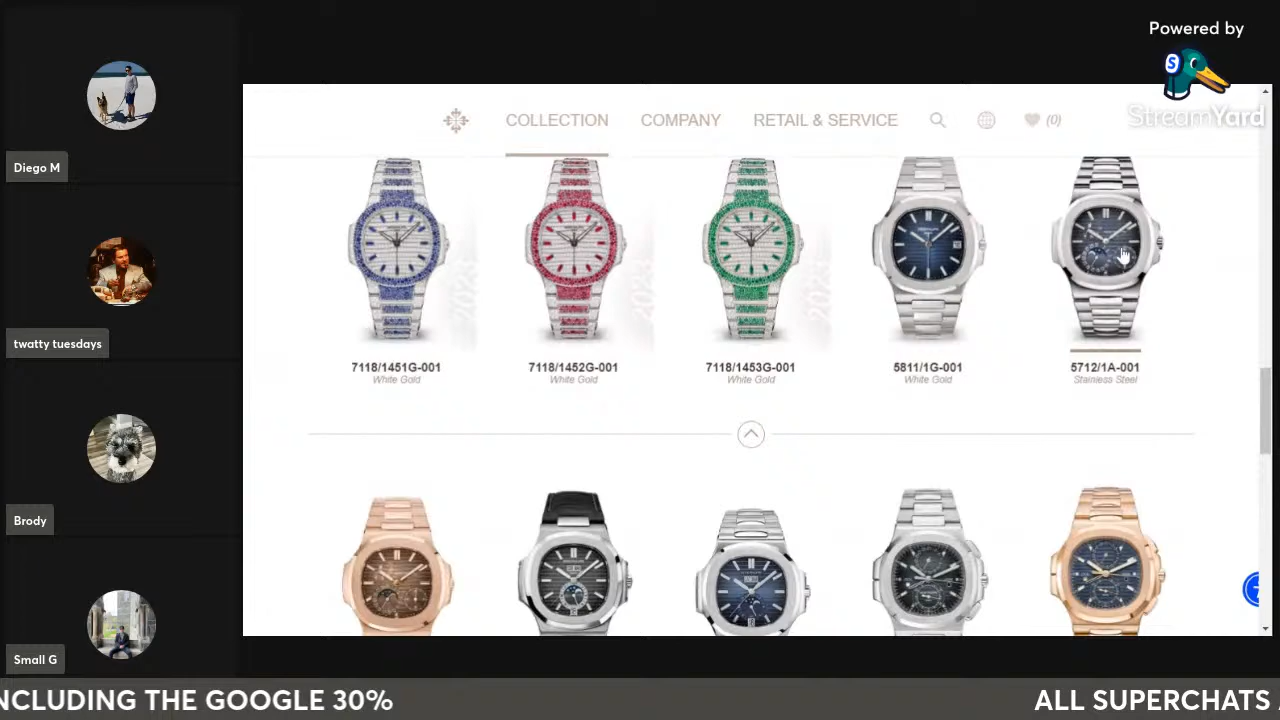 Powered by
S
StreamYard
COLLECTION COMPANY RETAIL & SERVICE (0)
Diego M
twatty tuesdays
Brody
Small G
7118/1451G-001 7118/1452G-001 7118/1453G-001 5811/1G-001 5712/1A-001
White Gold White Gold White Gold White Gold Stainless Steel
NCLUDING THE GOOGLE 30% ALL SUPERCHATS